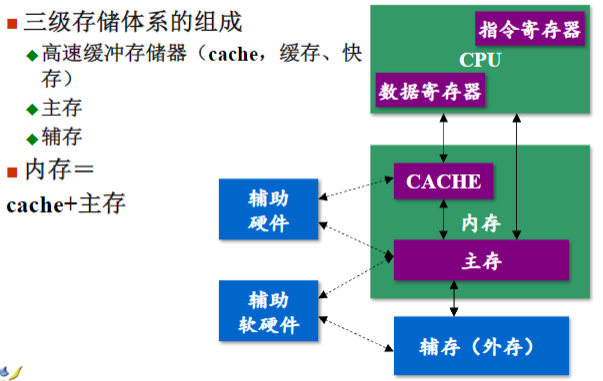 三级存储体系的组成
高速缓冲存储器（cache，缓存、快
存）
主存
辅存
内存＝
cache+主存
指令寄存器
CPU
数据寄存器
CACHE
内存
主存
辅助
硬件
辅助
软硬件
辅存（外存）